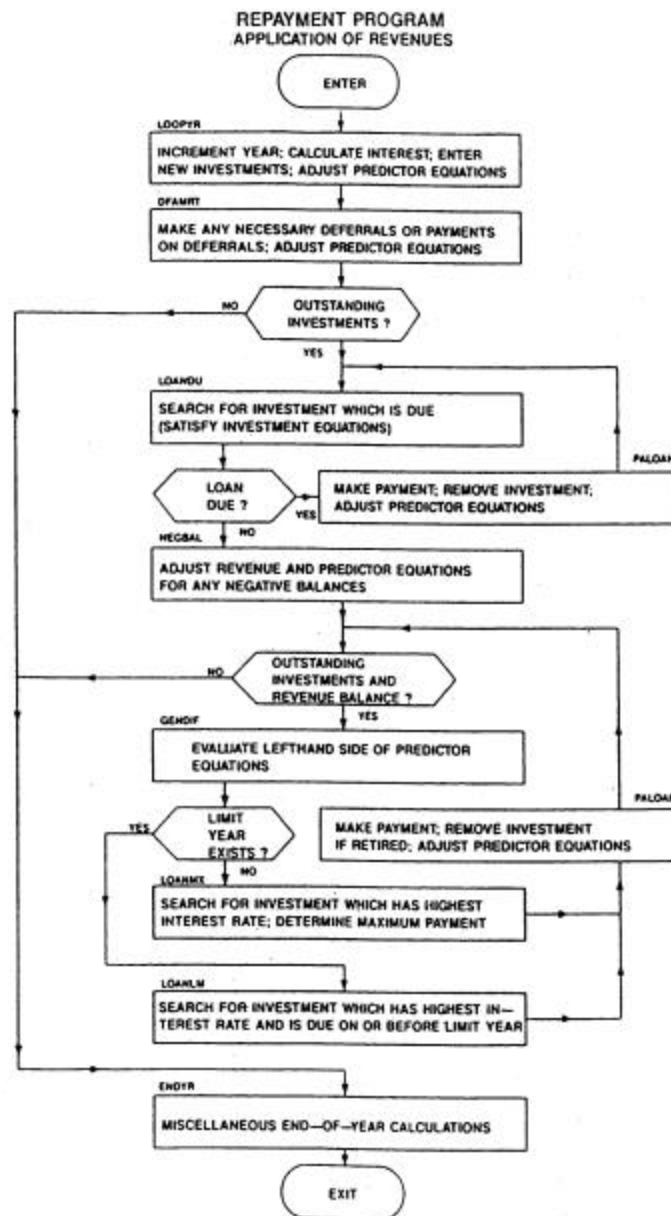 REPAYMENT PROGRAM
APPLICATION OF REVENUES
ENTER
LOOPYR
INCREMENT YEAR; CALCULATE INTEREST; ENTER
NEW INVESTMENTS; ADJUST PREDICTOR EQUATIONS
DFAMRT
MAKE ANY NECESSARY DEFERRALS OR PAYMENTS
ON DEFERRALS; ADJUST PREDICTOR EQUATIONS
NO
OUTSTANDING
INVESTMENTS ?
YES
LOANDU
SEARCH FOR INVESTMENT WHICH IS DUE
(SATISFY INVESTMENT EQUATIONS)
PALOAN
LOAN
DUE ?
YES
MAKE PAYMENT; REMOVE INVESTMENT;
ADJUST PREDICTOR EQUATIONS
NO
NEGBAL
ADJUST REVENUE AND PREDICTOR EQUATIONS
FOR ANY NEGATIVE BALANCES
NO
OUTSTANDING
INVESTMENTS AND
REVENUE BALANCE ?
YES
GENDIF
EVALUATE LEFTHAND SIDE OF PREDICTOR
EQUATIONS
PALOAN
YES
LIMIT
YEAR
EXISTS ?
MAKE PAYMENT; REMOVE INVESTMENT
IF RETIRED; ADJUST PREDICTOR EQUATIONS
NO
LOANMX
SEARCH FOR INVESTMENT WHICH HAS HIGHEST
INTEREST RATE; DETERMINE MAXIMUM PAYMENT
LOANLM
SEARCH FOR INVESTMENT WHICH HAS HIGHEST IN—
TEREST RATE AND IS DUE ON OR BEFORE LIMIT YEAR
ENDYR
MISCELLANEOUS END—OF—YEAR CALCULATIONS
EXIT